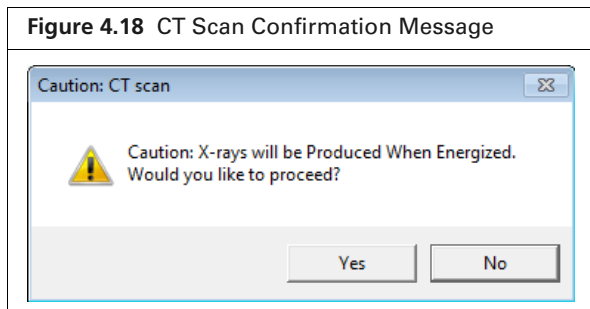 Figure 4.18 CT Scan Confirmation Message
Caution: CT scan
Caution: X-rays will be Produced When Energized.
Would you like to proceed?
Yes
No